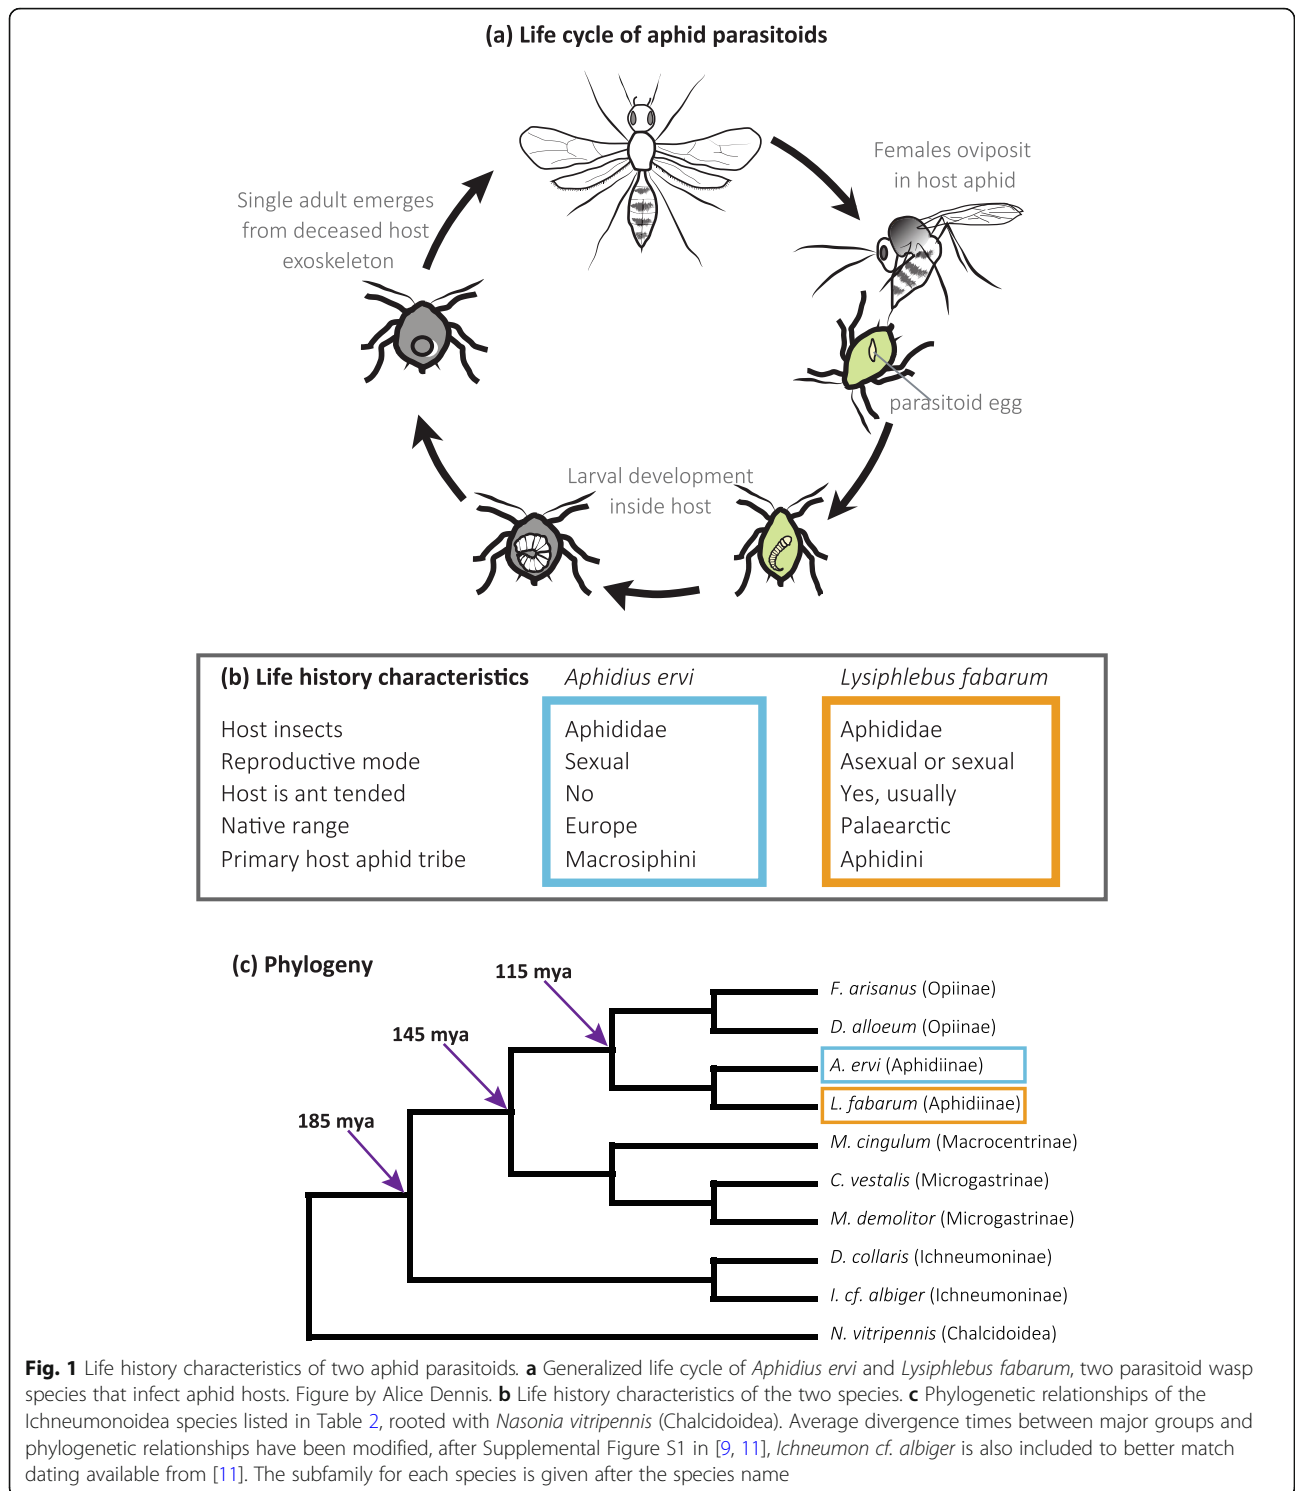 (a) Life cycle of aphid parasitoids
Females oviposit
in host aphid
Single adult emerges
from deceased host
exoskeleton
parasitoid egg
Larval development
inside host
(b) Life history characteristics Aphidius ervi Lysiphlebus fabarum
Host insects Aphididae Aphididae
Reproductive mode Sexual Asexual or sexual
Host is ant tended No Yes, usually
Native range Europe Palaearctic
Primary host aphid tribe Macrosiphini Aphidini
(c) Phylogeny
115 mya
145 mya
185 mya
F. arisanus (Opiinae)
D. alloeum (Opiinae)
A. ervi (Aphidiinae)
L. fabarum (Aphidiinae)
M. cingulum (Macrocentrinae)
C. vestalis (Microgastrinae)
M. demolitor (Microgastrinae)
D. collaris (Ichneumoninae)
I. cf. albiger (Ichneumoninae)
N. vitripennis (Chalcidoidea)
Fig. 1 Life history characteristics of two aphid parasitoids. a Generalized life cycle of Aphidius ervi and Lysiphlebus fabarum, two parasitoid wasp
species that infect aphid hosts. Figure by Alice Dennis. b Life history characteristics of the two species. c Phylogenetic relationships of the
Ichneumonoidea species listed in Table 2, rooted with Nasonia vitripennis (Chalcidoidea). Average divergence times between major groups and
phylogenetic relationships have been modified, after Supplemental Figure S1 in [9, 11], Ichneumon cf. albiger is also included to better match
dating available from [11]. The subfamily for each species is given after the species name